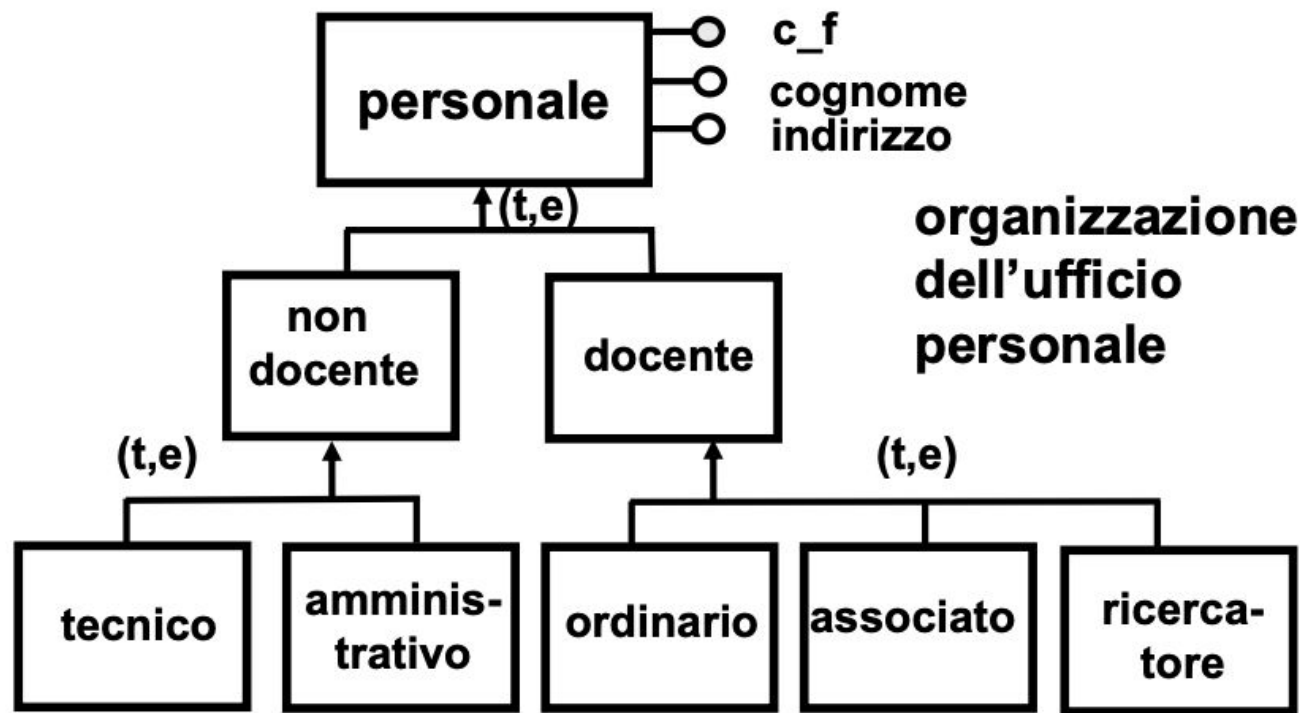 c_f
personale
cognome
indirizzo
(t,e)
organizzazione
dell’ufficio
personale
non
docente
docente
(t,e)
(t,e)
tecnico
amminis-
trativo
ordinario
associato
ricerca-
tore